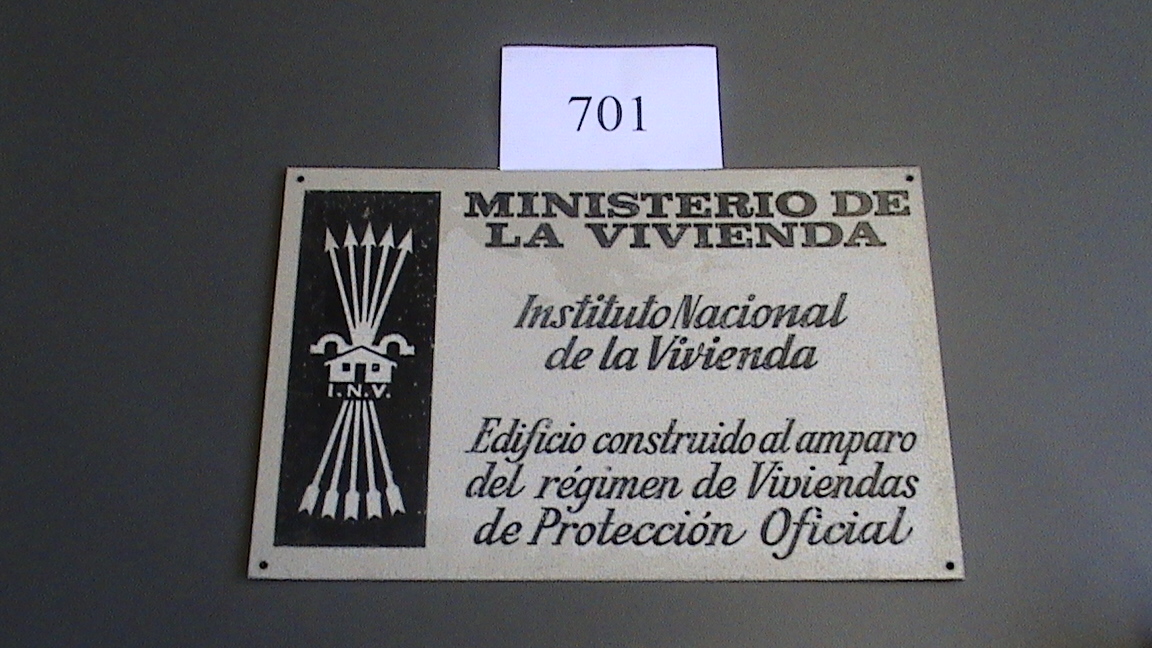 701
MINISTERIO DE
LA VIVIENDA
Instituto Nacional
de la Vivienda
I.N.V.
Edificio construido al amparo
del régimen de Viviendas
de Protección Oficial